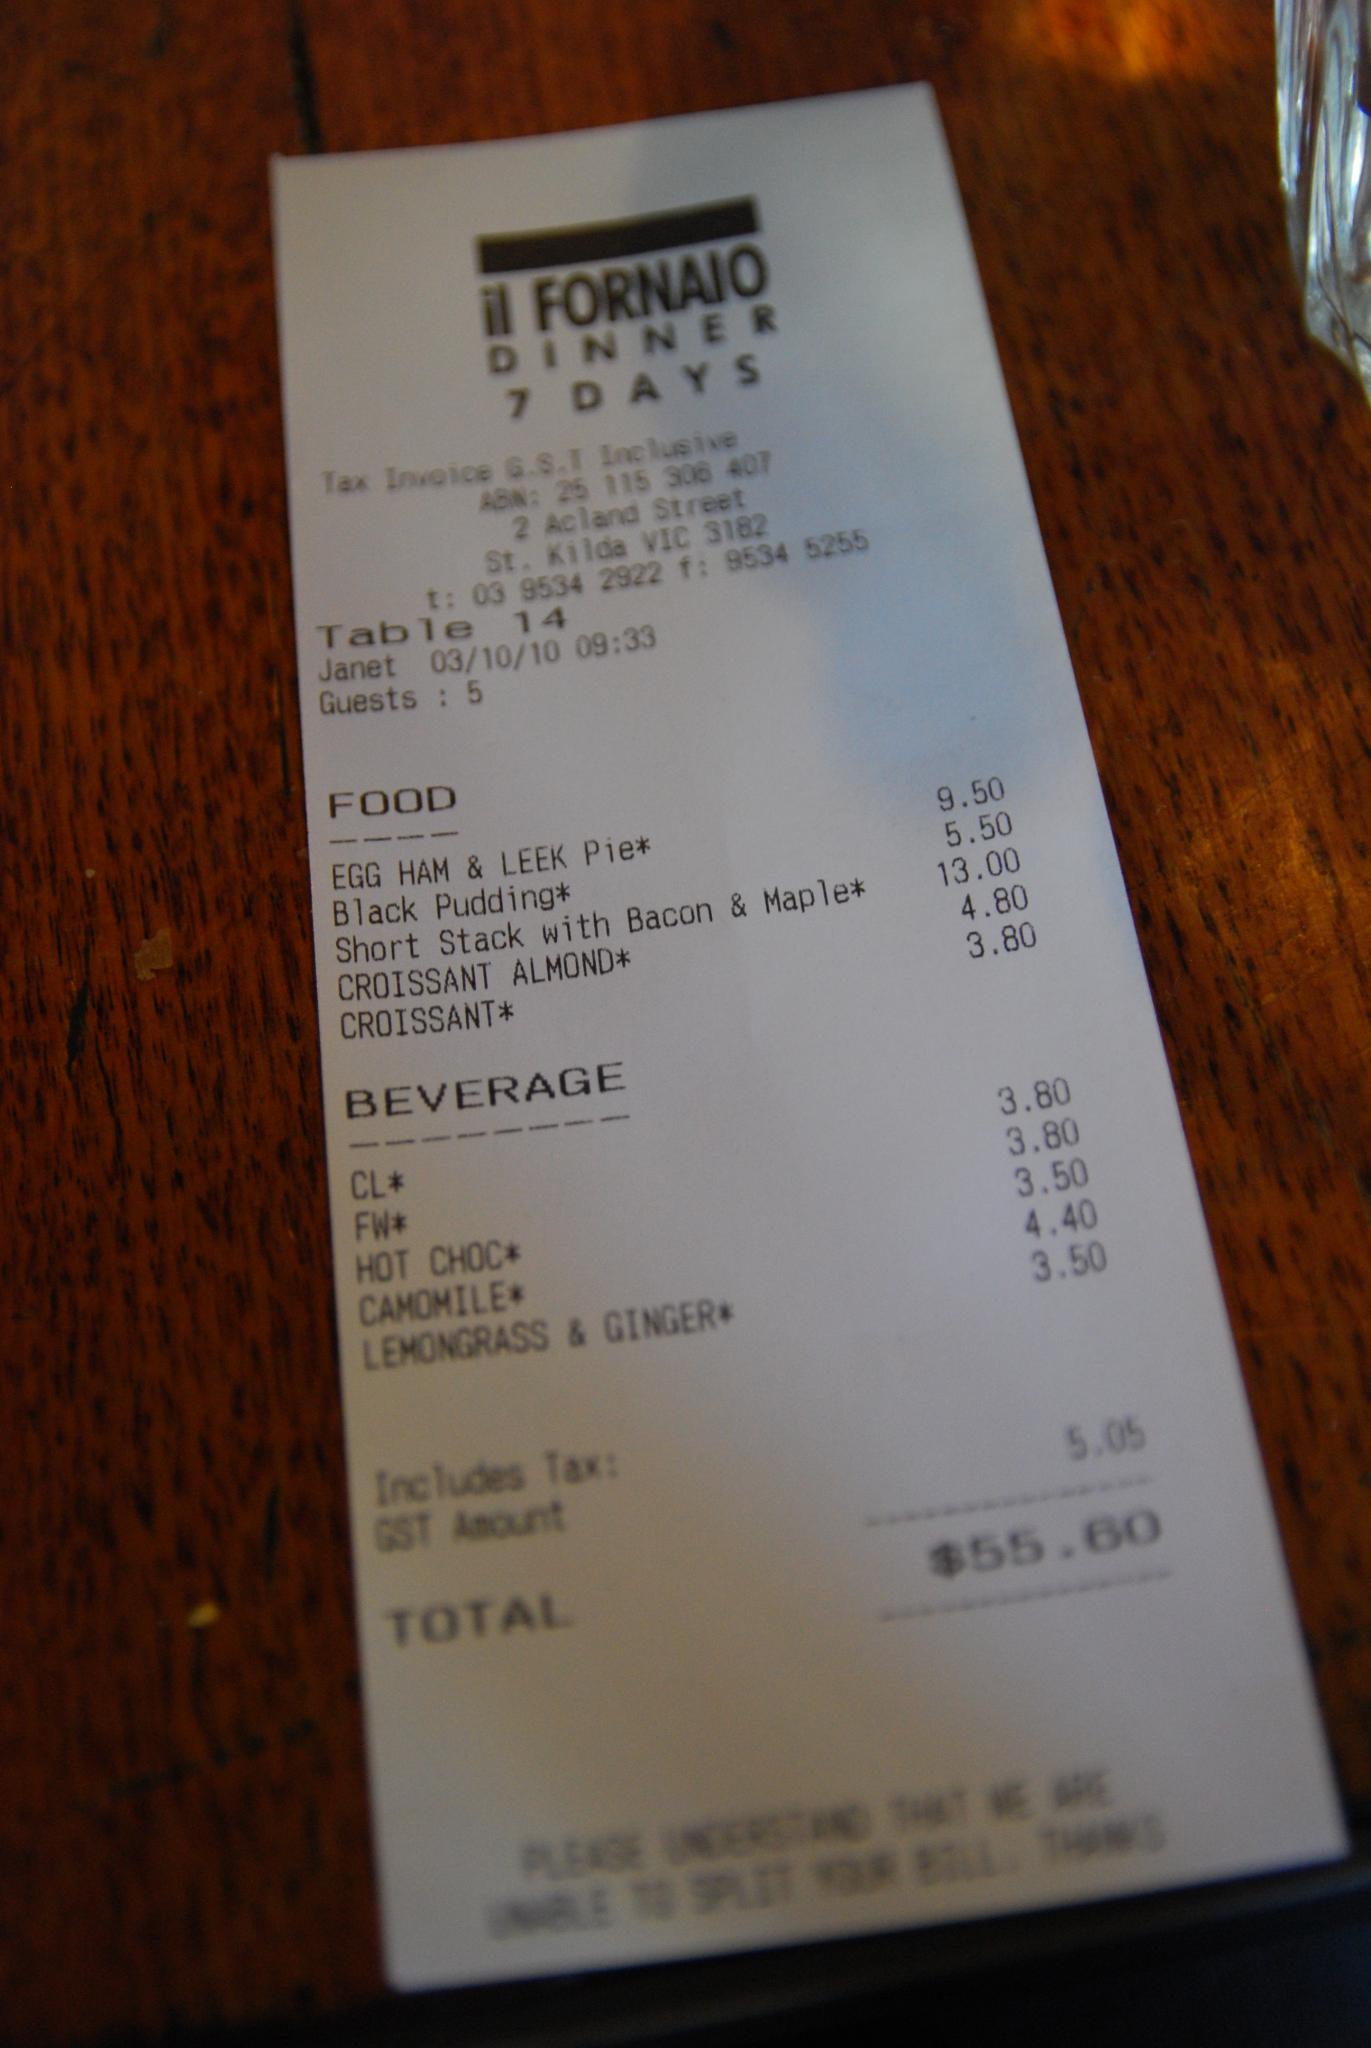 il FORNAIO
DINNER
7 DAYS
Tax Invoice G.S.T Inclusive
ABN: 25 115 306 407
2 Acland Street
St. Kilda VIC 3182
t: 03 9534 2922 f: 9534 5255
Table 14
Janet 03/10/10 09:33
Guests : 5
FOOD
EGG HAM & LEEK Pie* 9.50
Black Pudding* 5.50
Short Stack with Bacon & Maple* 13.00
CROISSANT ALMOND* 4.80
CROISSANT* 3.80
BEVERAGE
CL* 3.80
FW* 3.80
HOT CHOC* 3.50
CAMOMILE* 4.40
LEMONGRASS & GINGER* 3.50
Includes Tax:
GST Amount 5.05
TOTAL $55.60
PLEASE UNDERSTAND THAT WE ARE
UNABLE TO SPLIT YOUR BILL. THANKS